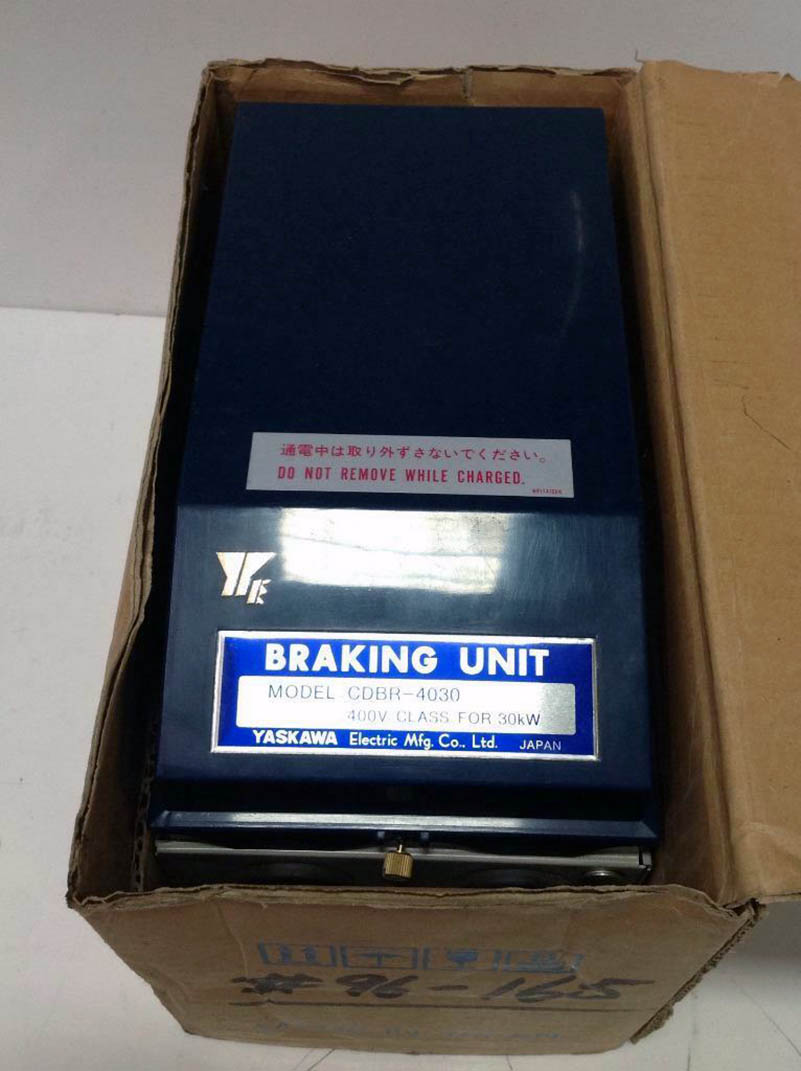 通電中は取り外ずさないでください。
DO NOT REMOVE WHILE CHARGED.
BRAKING UNIT
MODEL CDBR-4030
400V CLASS FOR 30kW
YASKAWA Electric Mfg. Co., Ltd. JAPAN
# 96-165